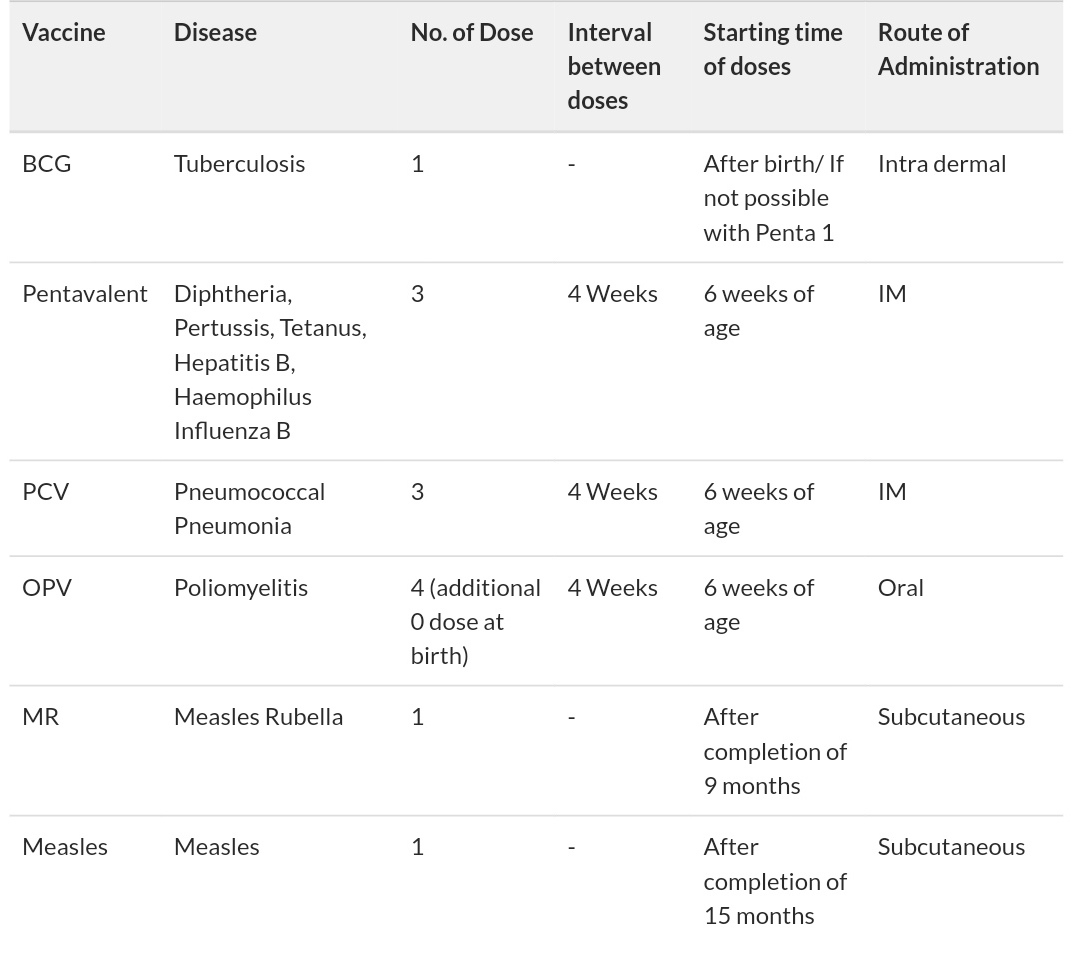 Vaccine Disease No. of Dose Interval between doses Starting time of doses Route of Administration
BCG Tuberculosis 1 - After birth/ If not possible with Penta 1 Intra dermal
Pentavalent Diphtheria, Pertussis, Tetanus, Hepatitis B, Haemophilus Influenza B 3 4 Weeks 6 weeks of age IM
PCV Pneumococcal Pneumonia 3 4 Weeks 6 weeks of age IM
OPV Poliomyelitis 4 (additional 0 dose at birth) 4 Weeks 6 weeks of age Oral
MR Measles Rubella 1 - After completion of 9 months Subcutaneous
Measles Measles 1 - After completion of 15 months Subcutaneous